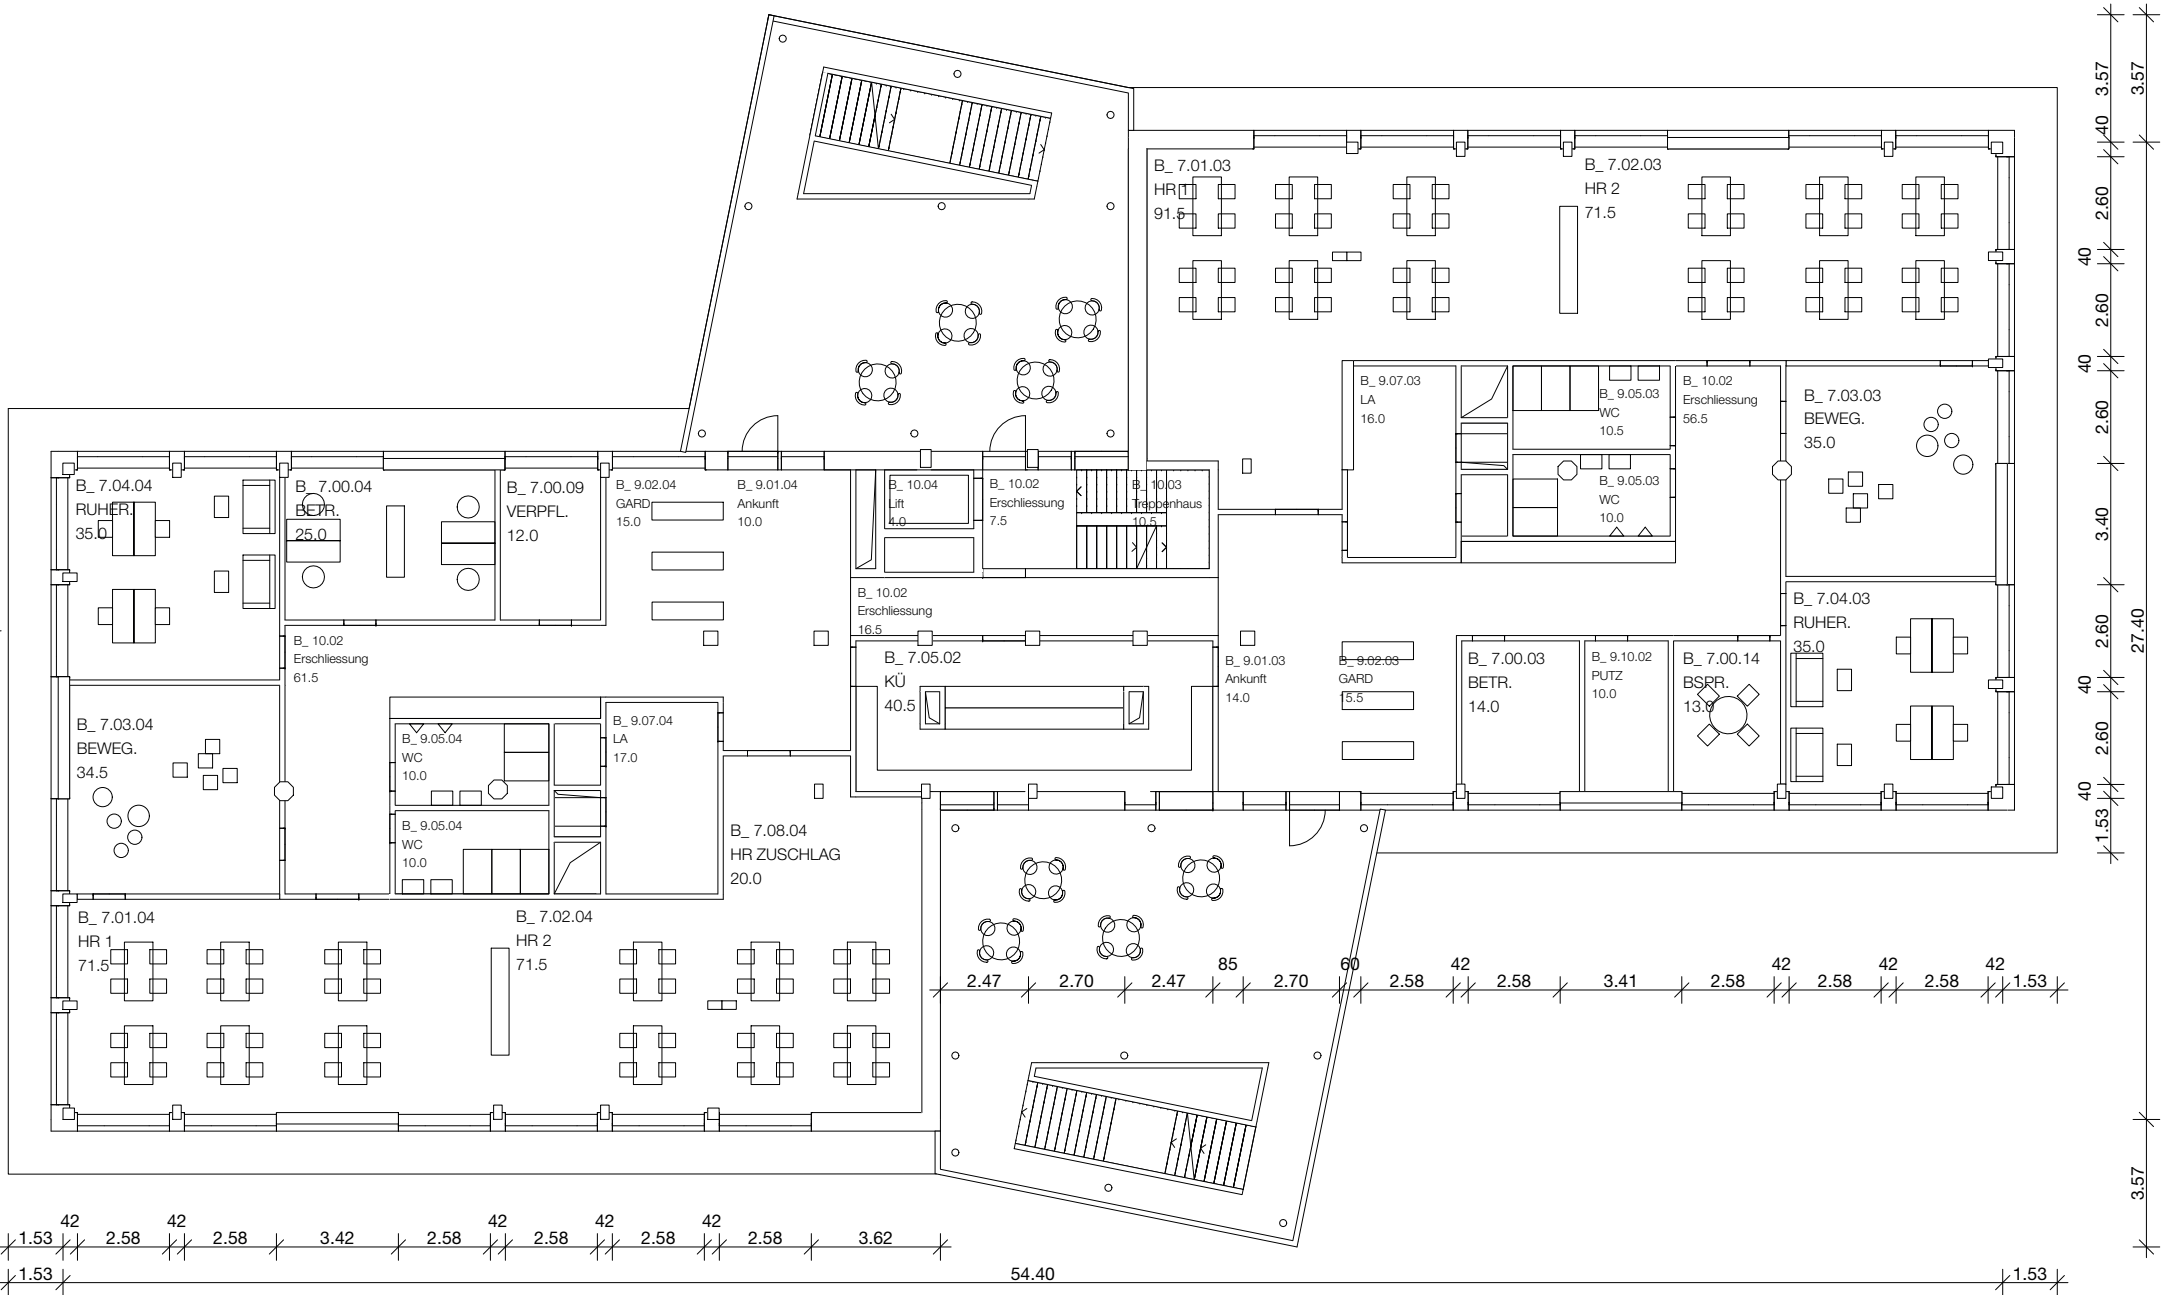 B_ 7.01.03
HR 1
91.5
B_ 7.02.03
HR 2
71.5
B_ 9.07.03
LA
16.0
B_ 9.05.03
WC
10.5
B_ 10.02
Erschliessung
56.5
B_ 7.03.03
BEWEG.
35.0
B_ 9.05.03
WC
10.0
B_ 7.04.04
RUHER.
35.0
B_ 7.00.04
BETR.
25.0
B_ 7.00.09
VERPFL.
12.0
B_ 9.02.04
GARD
15.0
B_ 9.01.04
Ankunft
10.0
B_ 10.04
Lift
4.0
B_ 10.02
Erschliessung
7.5
B_ 10.03
Treppenhaus
10.5
B_ 10.02
Erschliessung
16.5
B_ 7.04.03
RUHER.
35.0
B_ 10.02
Erschliessung
61.5
B_ 7.05.02
KÜ
40.5
B_ 9.01.03
Ankunft
14.0
B_ 9.02.03
GARD
15.5
B_ 7.00.03
BETR.
14.0
B_ 9.10.02
PUTZ
10.0
B_ 7.00.14
BSPR.
13.0
B_ 7.03.04
BEWEG.
34.5
B_ 9.05.04
WC
10.0
B_ 9.07.04
LA
17.0
B_ 9.05.04
WC
10.0
B_ 7.08.04
HR ZUSCHLAG
20.0
B_ 7.01.04
HR 1
71.5
B_ 7.02.04
HR 2
71.5
85 60 42 42 42 42
2.47 2.70 2.47 2.70 2.58 2.58 3.41 2.58 2.58 2.58 1.53
42 42 42 42 42
1.53 2.58 2.58 3.42 2.58 2.58 2.58 2.58 3.62
1.53 54.40 1.53
3.57
40
2.60
40
2.60
40
2.60
3.40
2.60
40
2.60
40
1.53
3.57
27.40
3.57